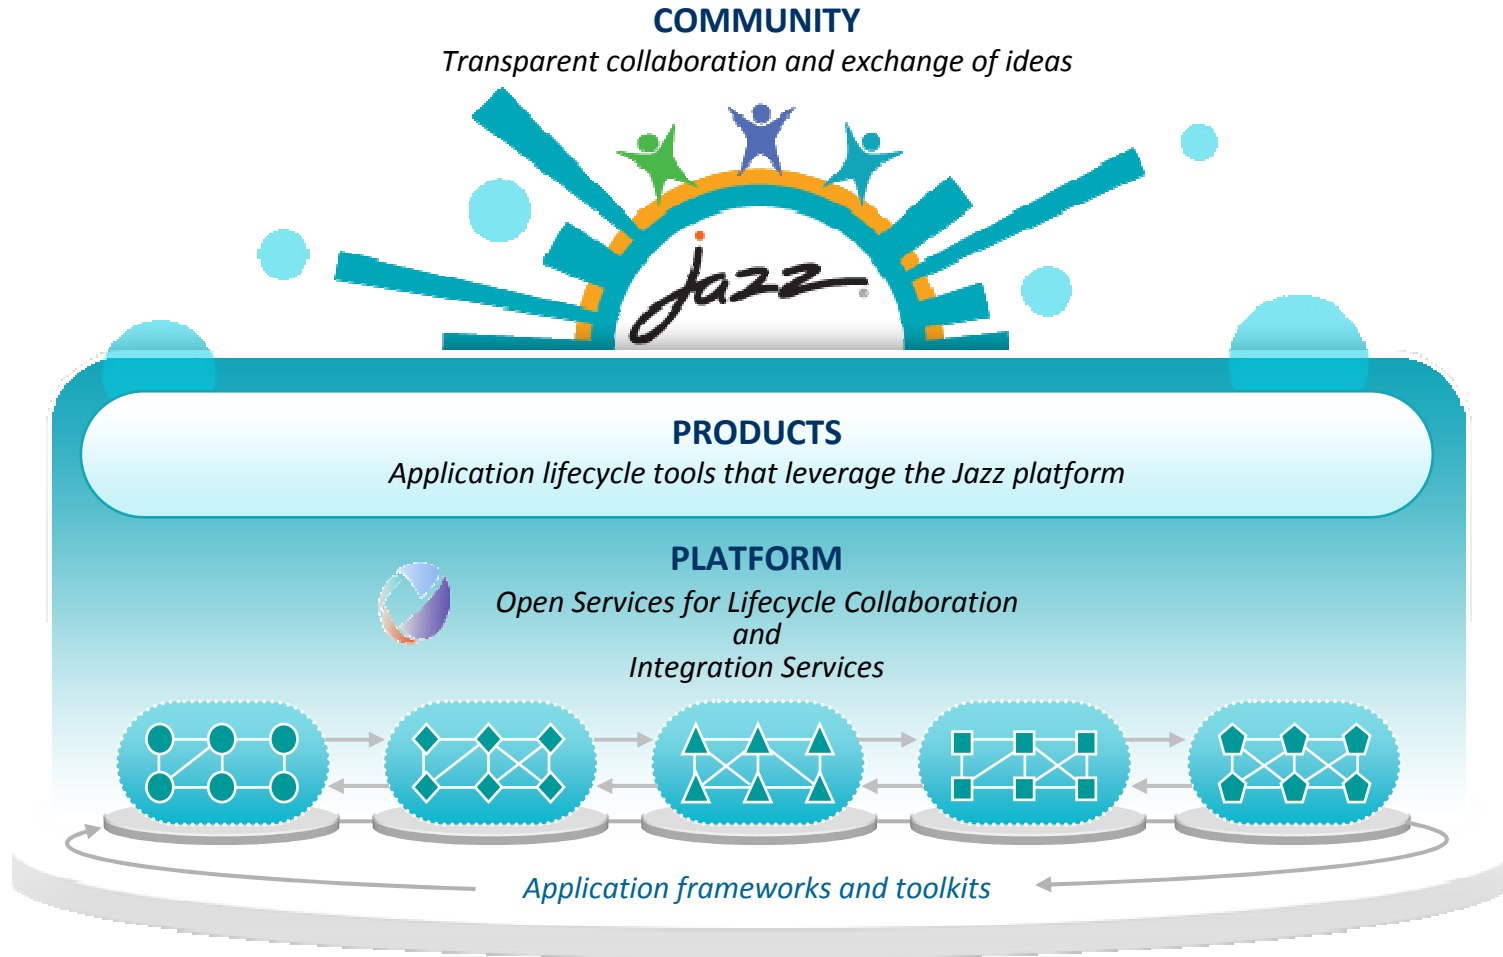 COMMUNITY
Transparent collaboration and exchange of ideas
jazz
PRODUCTS
Application lifecycle tools that leverage the Jazz platform
PLATFORM
Open Services for Lifecycle Collaboration
and
Integration Services
Application frameworks and toolkits